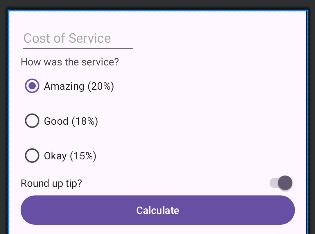 Cost of Service
How was the service?
Amazing (20%)
Good (18%)
Okay (15%)
Round up tip?
Calculate